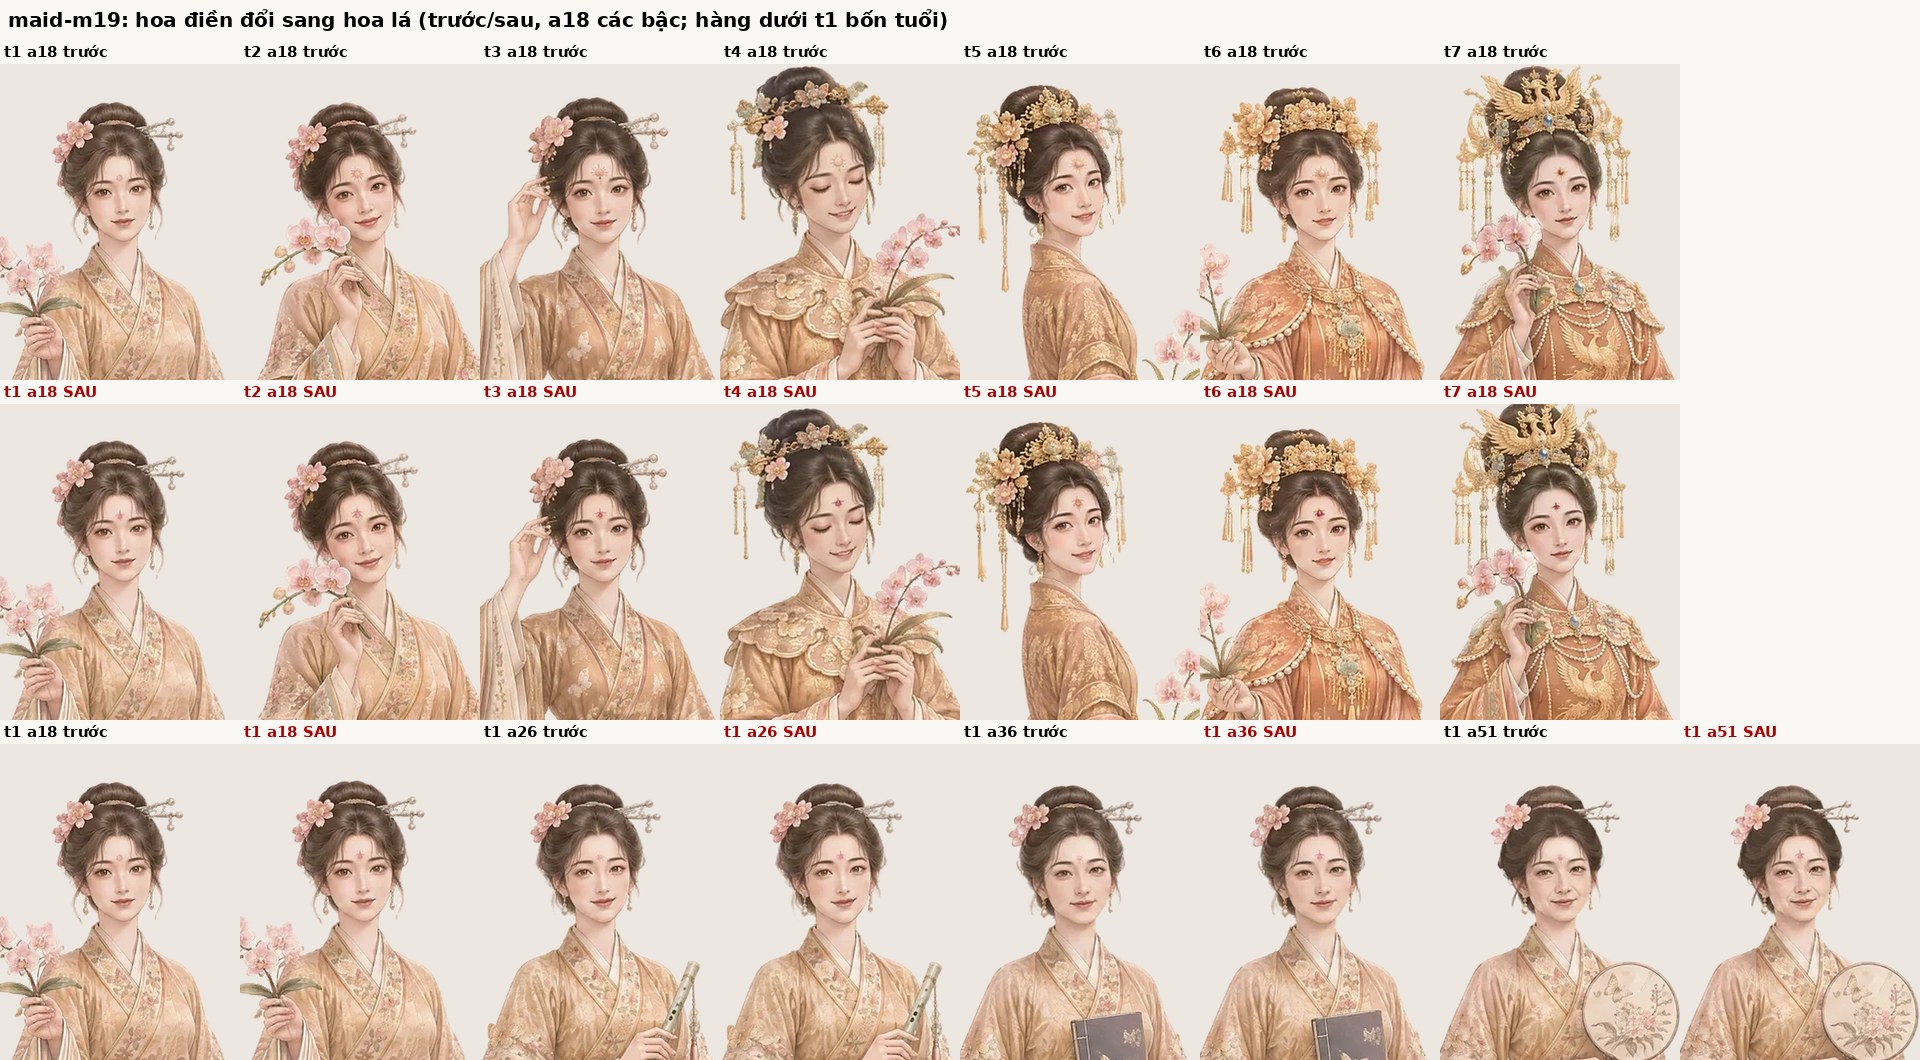 maid-m19: hoa điền đổi sang hoa lá (trước/sau, a18 các bậc; hàng dưới t1 bốn tuổi)
t1 a18 trước
t2 a18 trước
t3 a18 trước
t4 a18 trước
t5 a18 trước
t6 a18 trước
t7 a18 trước
t1 a18 SAU
t2 a18 SAU
t3 a18 SAU
t4 a18 SAU
t5 a18 SAU
t6 a18 SAU
t7 a18 SAU
t1 a18 trước
t1 a18 SAU
t1 a26 trước
t1 a26 SAU
t1 a36 trước
t1 a36 SAU
t1 a51 trước
t1 a51 SAU